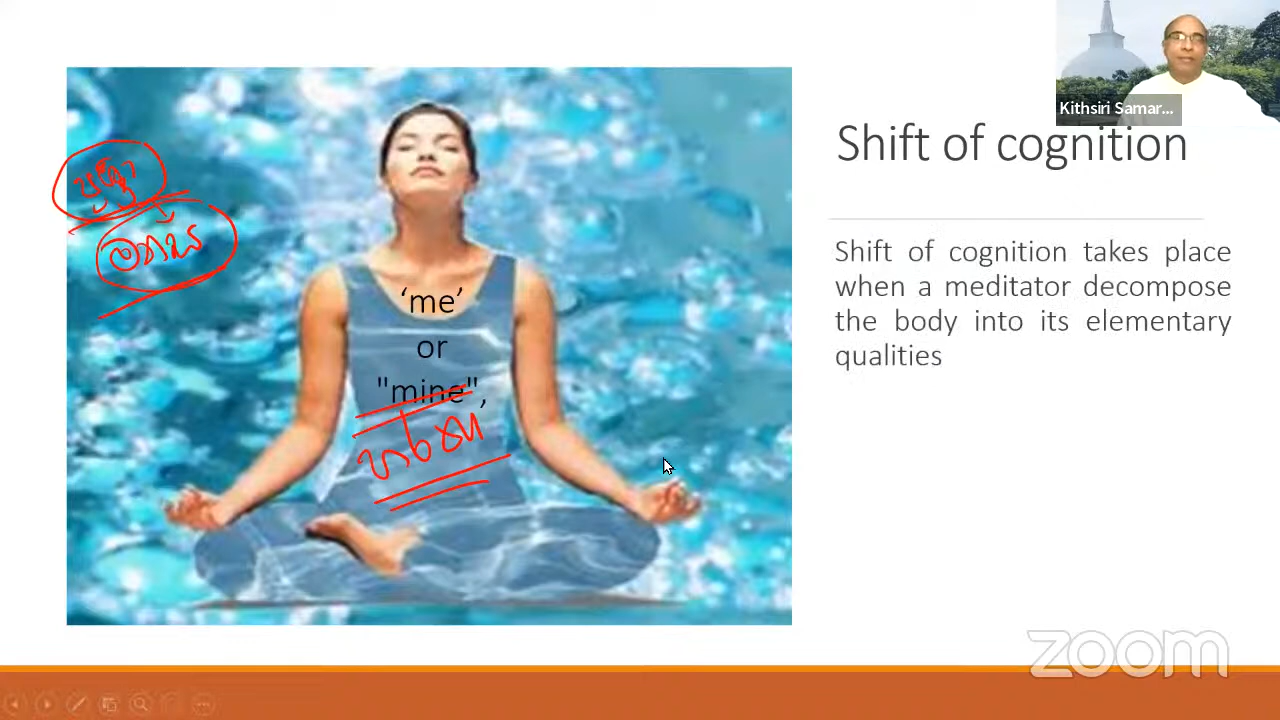 Kithsiri Samar...
Shift of cognition
Shift of cognition takes place
when a meditator decompose
the body into its elementary
qualities
'me'
or
"mine",
zoom